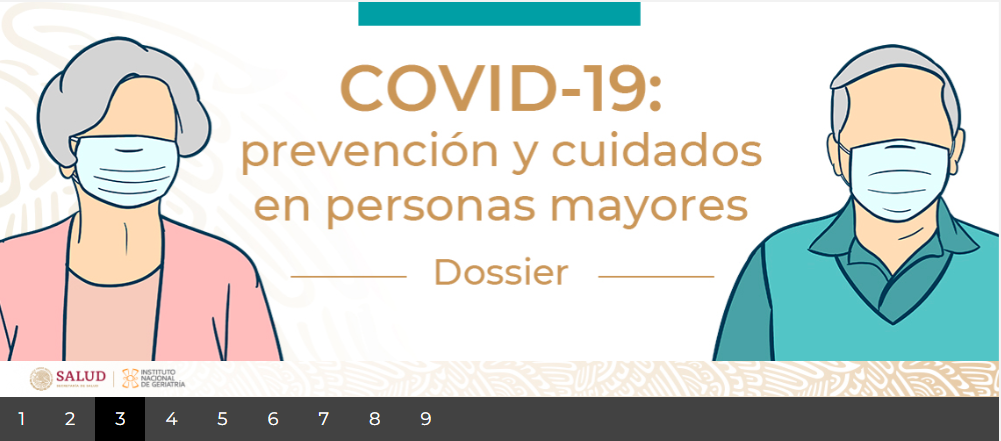 COVID-19:
prevención y cuidados
en personas mayores
Dossier
SALUD
SECRETARÍA DE SALUD
INSTITUTO
NACIONAL
DE GERIATRÍA
1 2 3 4 5 6 7 8 9